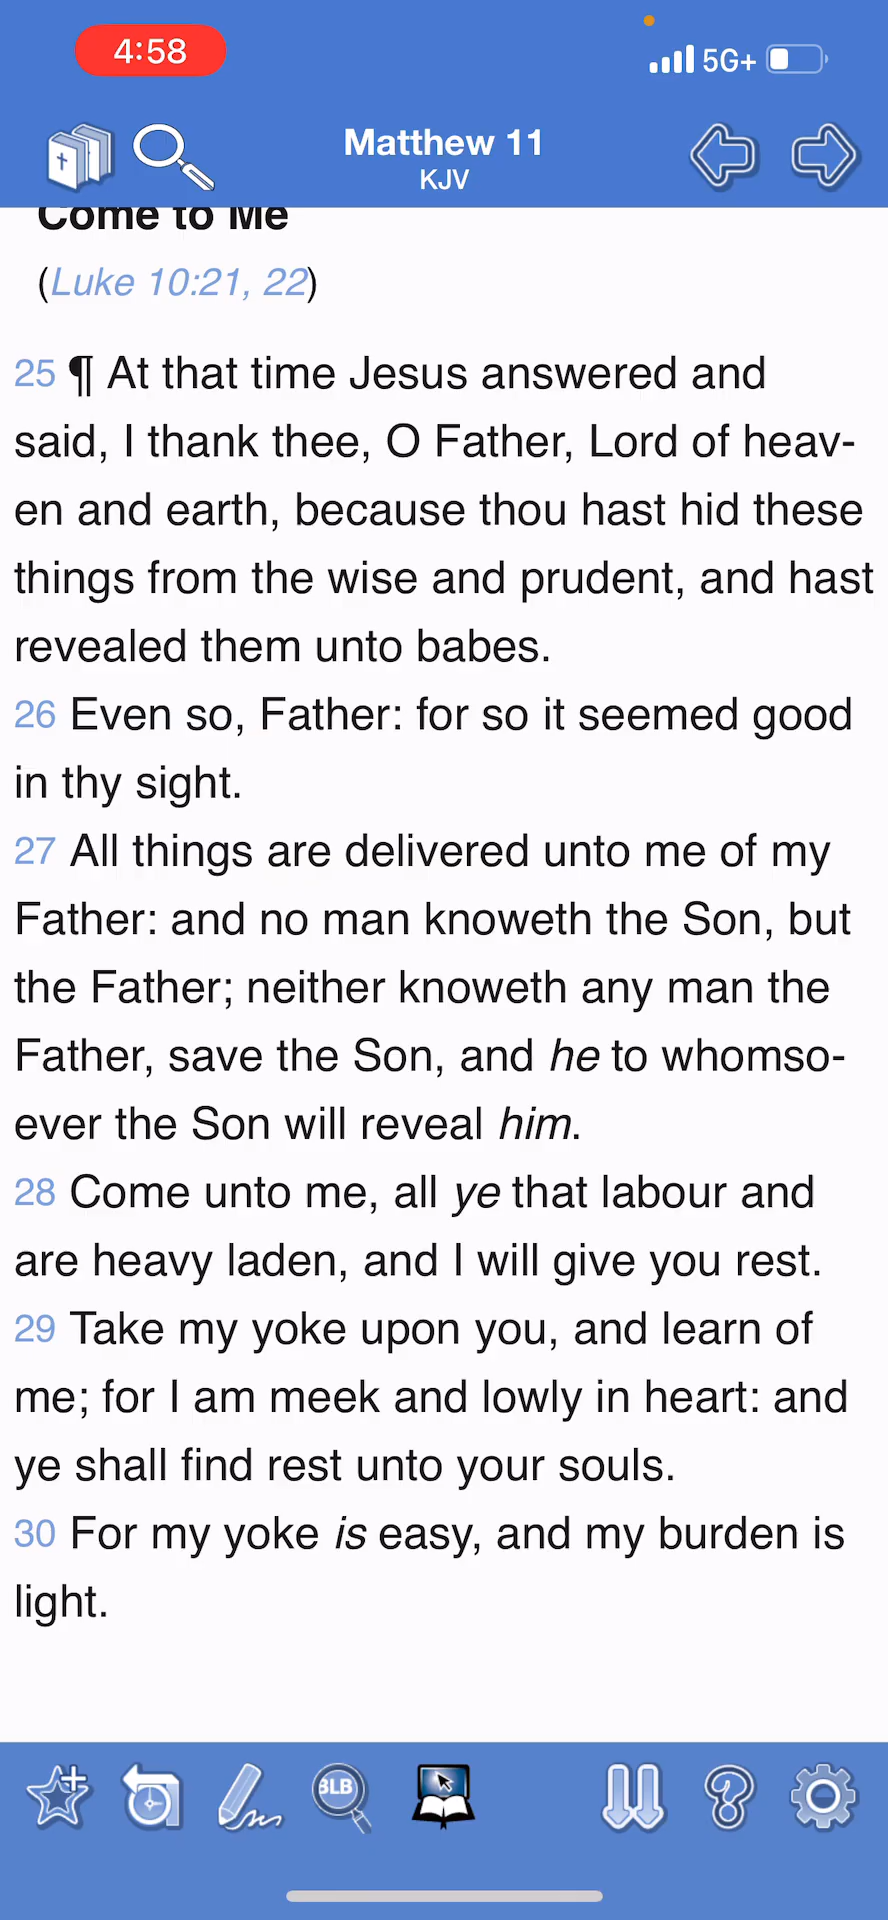 4:58
5G+
Matthew 11
KJV
Come to Me
(Luke 10:21, 22)
25 ¶ At that time Jesus answered and
said, I thank thee, O Father, Lord of heav-
en and earth, because thou hast hid these
things from the wise and prudent, and hast
revealed them unto babes.
26 Even so, Father: for so it seemed good
in thy sight.
27 All things are delivered unto me of my
Father: and no man knoweth the Son, but
the Father; neither knoweth any man the
Father, save the Son, and he to whomso-
ever the Son will reveal him.
28 Come unto me, all ye that labour and
are heavy laden, and I will give you rest.
29 Take my yoke upon you, and learn of
me; for I am meek and lowly in heart: and
ye shall find rest unto your souls.
30 For my yoke is easy, and my burden is
light.
BLB